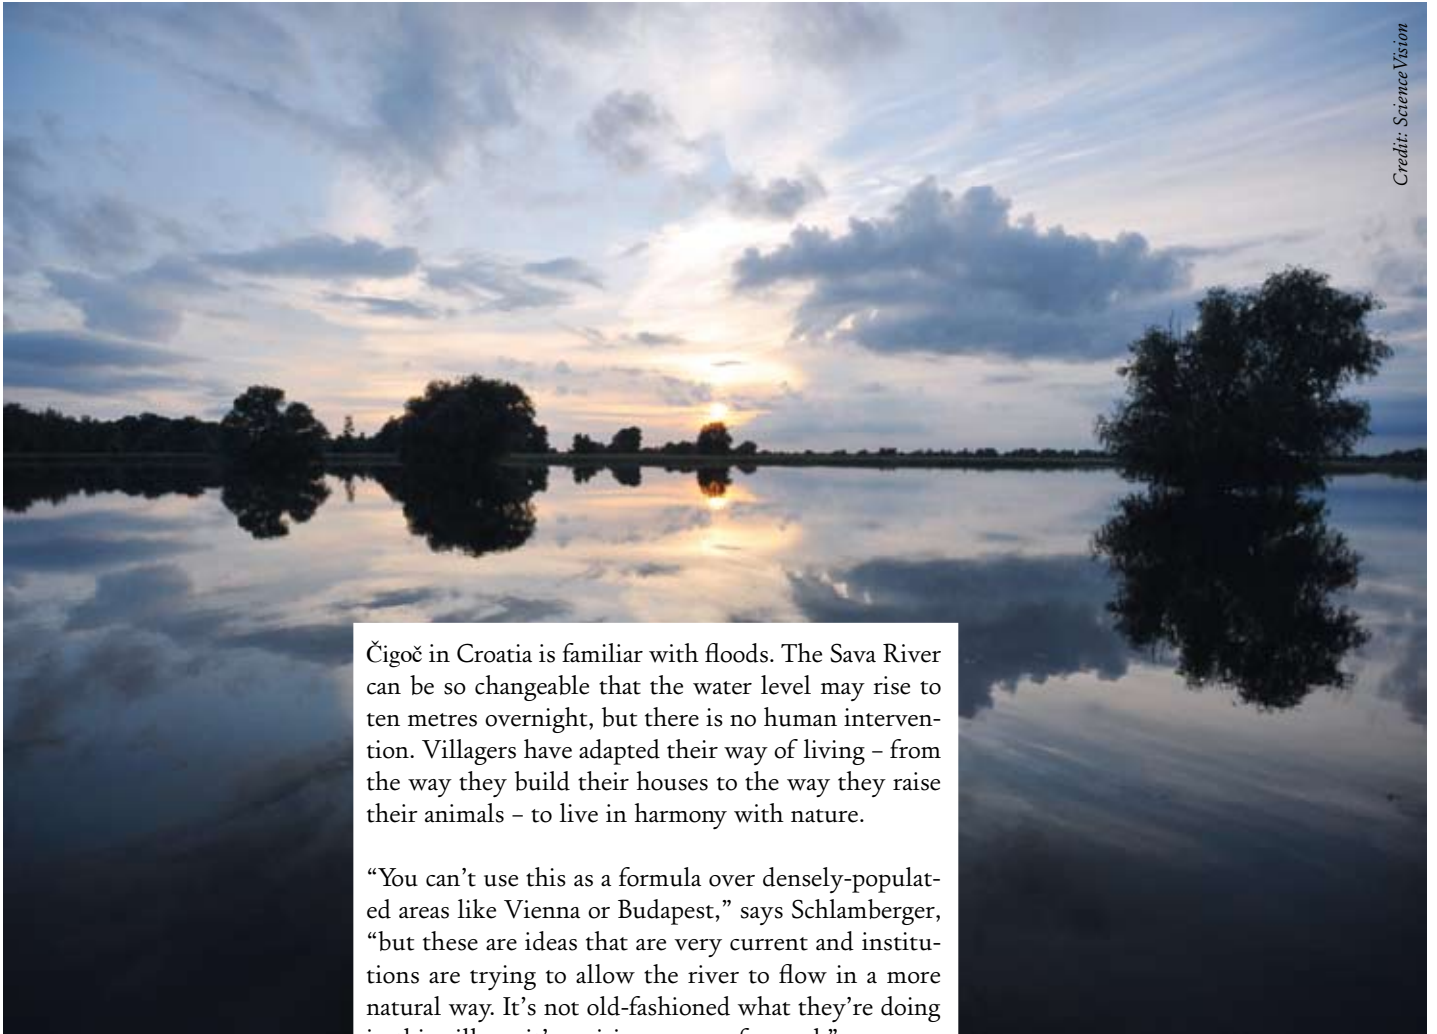 Credit: ScienceVision
Čigoč in Croatia is familiar with floods. The Sava River
can be so changeable that the water level may rise to
ten metres overnight, but there is no human interven-
tion. Villagers have adapted their way of living – from
the way they build their houses to the way they raise
their animals – to live in harmony with nature.
“You can’t use this as a formula over densely-populat-
ed areas like Vienna or Budapest,” says Schlamberger,
“but these are ideas that are very current and institu-
tions are trying to allow the river to flow in a more
natural way. It’s not old-fashioned what they’re doing